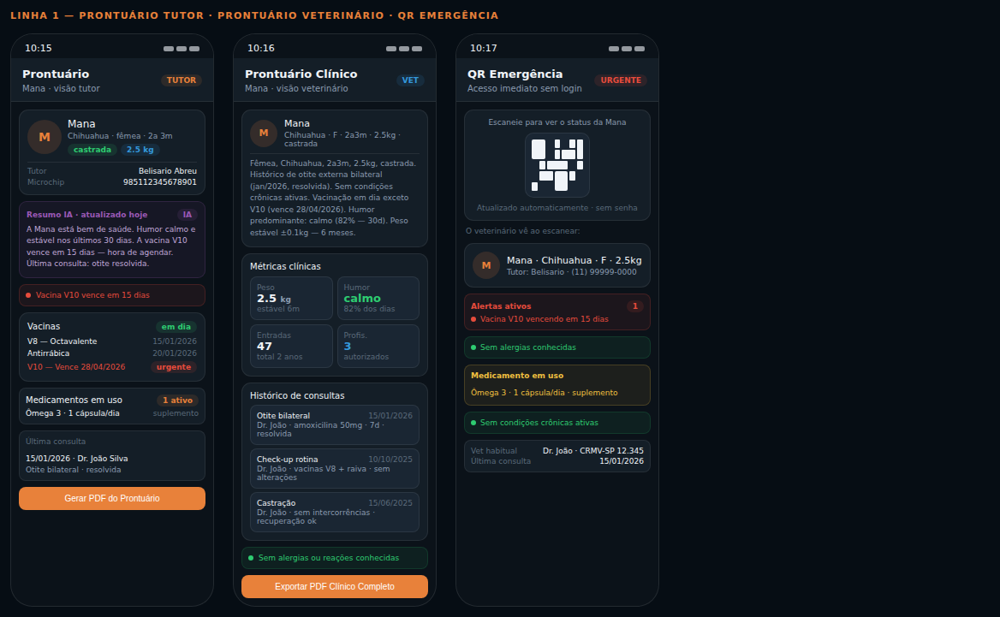 LINHA 1 — PRONTUÁRIO TUTOR · PRONTUÁRIO VETERINÁRIO · QR EMERGÊNCIA
10:15
Prontuário
Mana · visão tutor
TUTOR
M
Mana
Chihuahua · fêmea · 2a 3m
castrada
2.5 kg
Tutor
Belisario Abreu
Microchip
985112345678901
Resumo IA · atualizado hoje
IA
A Mana está bem de saúde. Humor calmo e
estável nos últimos 30 dias. A vacina V10
vence em 15 dias — hora de agendar.
Última consulta: otite resolvida.
Vacina V10 vence em 15 dias
Vacinas
em dia
V8 — Octavalente
15/01/2026
Antirrábica
20/01/2026
V10 — Vence 28/04/2026
urgente
Medicamentos em uso
1 ativo
Ômega 3 · 1 cápsula/dia
suplemento
Última consulta
15/01/2026 · Dr. João Silva
Otite bilateral · resolvida
Gerar PDF do Prontuário
10:16
Prontuário Clínico
Mana · visão veterinário
VET
M
Mana
Chihuahua · F · 2a3m · 2.5kg ·
castrada
Fêmea, Chihuahua, 2a3m, 2.5kg, castrada.
Histórico de otite externa bilateral
(jan/2026, resolvida). Sem condições
crônicas ativas. Vacinação em dia exceto
V10 (vence 28/04/2026). Humor
predominante: calmo (82% — 30d). Peso
estável ±0.1kg — 6 meses.
Métricas clínicas
Peso
2.5 kg
estável 6m
Humor
calmo
82% dos dias
Entradas
47
total 2 anos
Profis.
3
autorizados
Histórico de consultas
Otite bilateral
15/01/2026
Dr. João · amoxicilina 50mg · 7d ·
resolvida
Check-up rotina
10/10/2025
Dr. João · vacinas V8 + raiva · sem
alterações
Castração
15/06/2025
Dr. João · sem intercorrências ·
recuperação ok
Sem alergias ou reações conhecidas
Exportar PDF Clínico Completo
10:17
QR Emergência
Acesso imediato sem login
URGENTE
Escaneie para ver o status da Mana
Atualizado automaticamente · sem senha
O veterinário vê ao escanear:
M
Mana · Chihuahua · F · 2.5kg
Tutor: Belisario · (11) 99999-0000
Alertas ativos
1
Vacina V10 vencendo em 15 dias
Sem alergias conhecidas
Medicamento em uso
Ômega 3 · 1 cápsula/dia · suplemento
Sem condições crônicas ativas
Vet habitual
Dr. João · CRMV-SP 12.345
Última consulta
15/01/2026